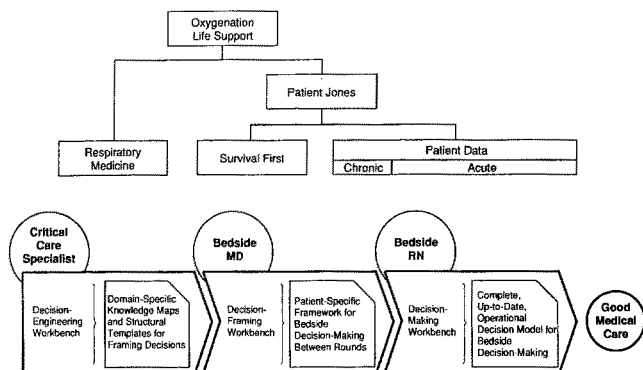 Oxygenation
Life Support
Patient Jones
Respiratory
Medicine
Survival First
Patient Data
Chronic
Acute
Critical
Care
Specialist
Bedside
MD
Bedside
RN
Decision-
Engineering
Workbench
Domain-Specific
Knowledge Maps
and Structural
Templates for
Framing Decisions
Decision-
Framing
Workbench
Patient-Specific
Framework for
Bedside
Decision-Making
Between Rounds
Decision-
Making
Workbench
Complete,
Up-to-Date,
Operational
Decision Model for
Bedside
Decision-Making
Good
Medical
Care